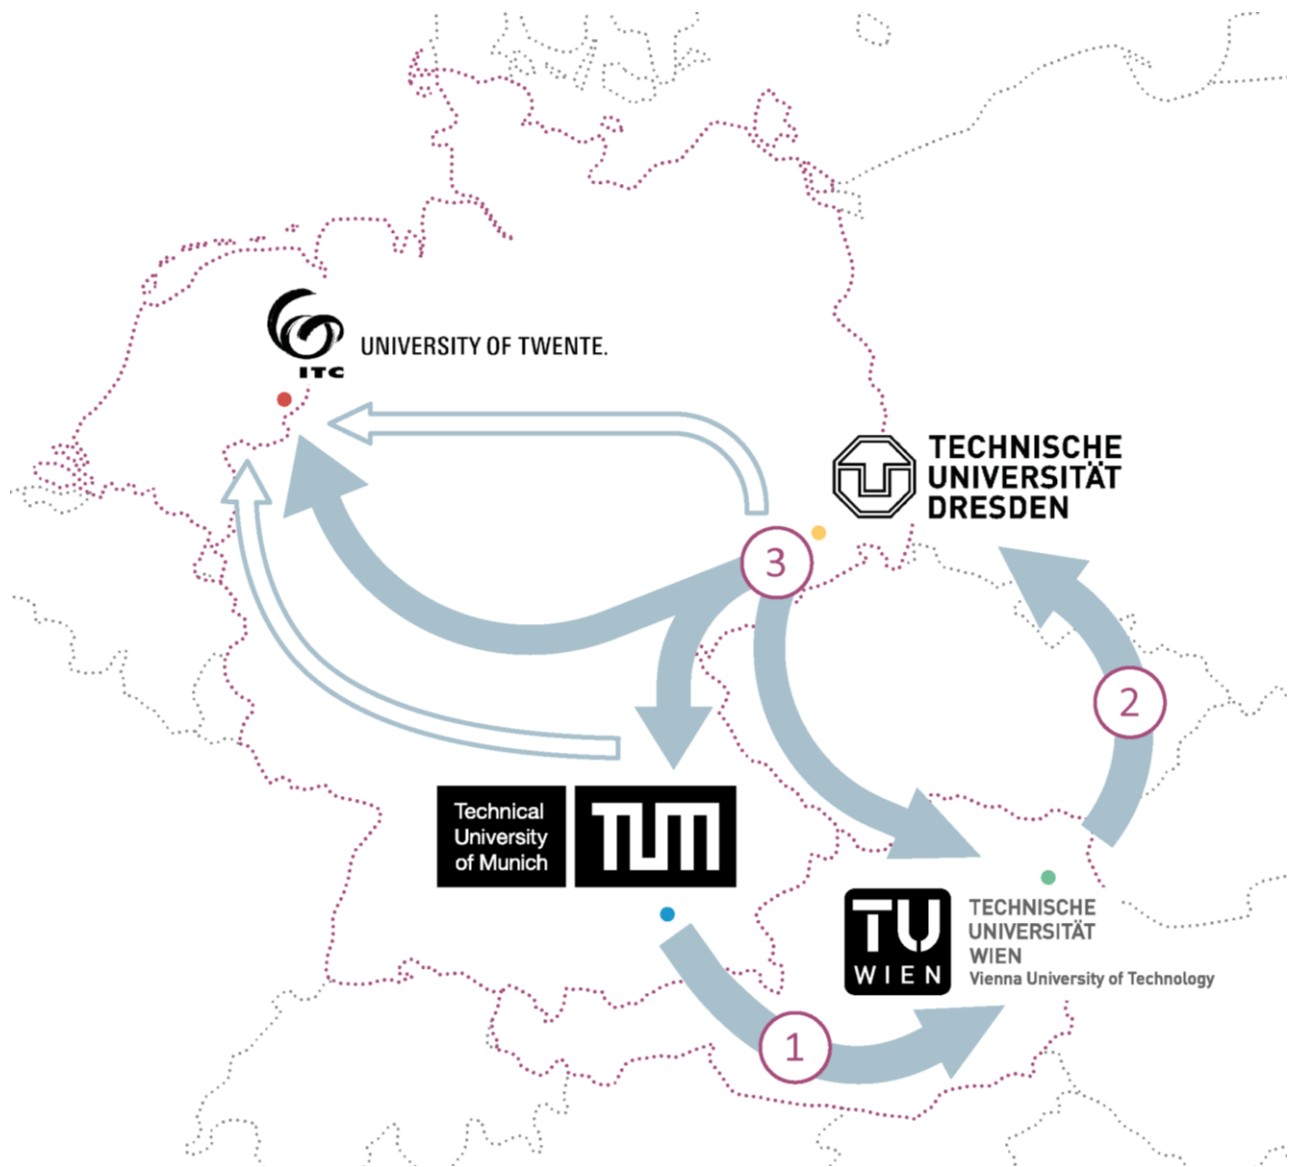 ITC
UNIVERSITY OF TWENTE.
TECHNISCHE
UNIVERSITÄT
DRESDEN
3
2
Technical
University
of Munich
TUM
TU
WIEN
TECHNISCHE
UNIVERSITÄT
WIEN
Vienna University of Technology
1